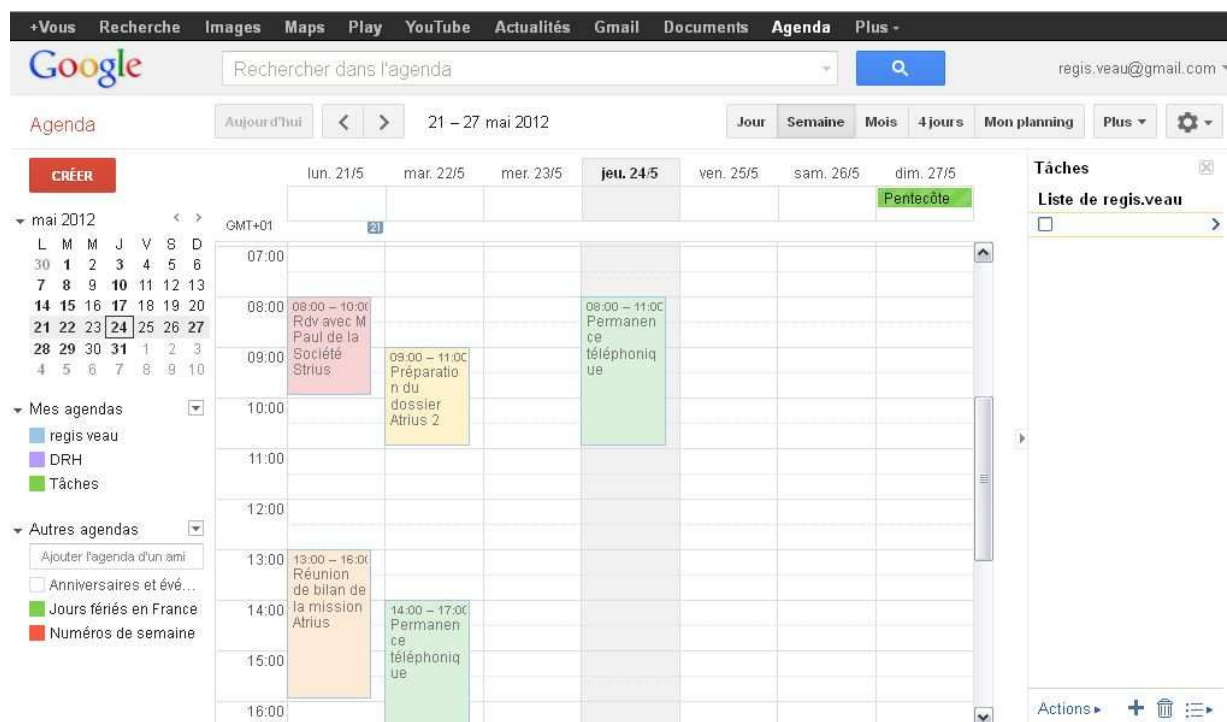 +Vous Recherche Images Maps Play YouTube Actualités Gmail Documents Agenda Plus
Google Rechercher dans l'agenda regis.veau@gmail.com
Agenda Aujourd'hui < > 21 – 27 mai 2012 Jour Semaine Mois 4 jours Mon planning Plus
CRÉER
mai 2012 < >
L M M J V S D
30 1 2 3 4 5 6
7 8 9 10 11 12 13
14 15 16 17 18 19 20
21 22 23 24 25 26 27
28 29 30 31 1 2 3
4 5 6 7 8 9 10
Mes agendas
regis veau
DRH
Tâches
Autres agendas
Ajouter l'agenda d'un ami
Anniversaires et évé...
Jours fériés en France
Numéros de semaine
lun. 21/5 mar. 22/5 mer. 23/5 jeu. 24/5 ven. 25/5 sam. 26/5 dim. 27/5
Pentecôte
GMT+01 21
07:00
08:00
09:00
10:00
11:00
12:00
13:00
14:00
15:00
16:00
08:00 – 10:00
Rdv avec M
Paul de la
Société
Strius
13:00 – 16:00
Réunion
de bilan de
la mission
Atrius
09:00 – 11:00
Préparatio
n du
dossier
Atrius 2
14:00 – 17:00
Permanen
ce
téléphoniq
ue
08:00 – 11:00
Permanen
ce
téléphoniq
ue
Tâches
Liste de regis.veau
Actions